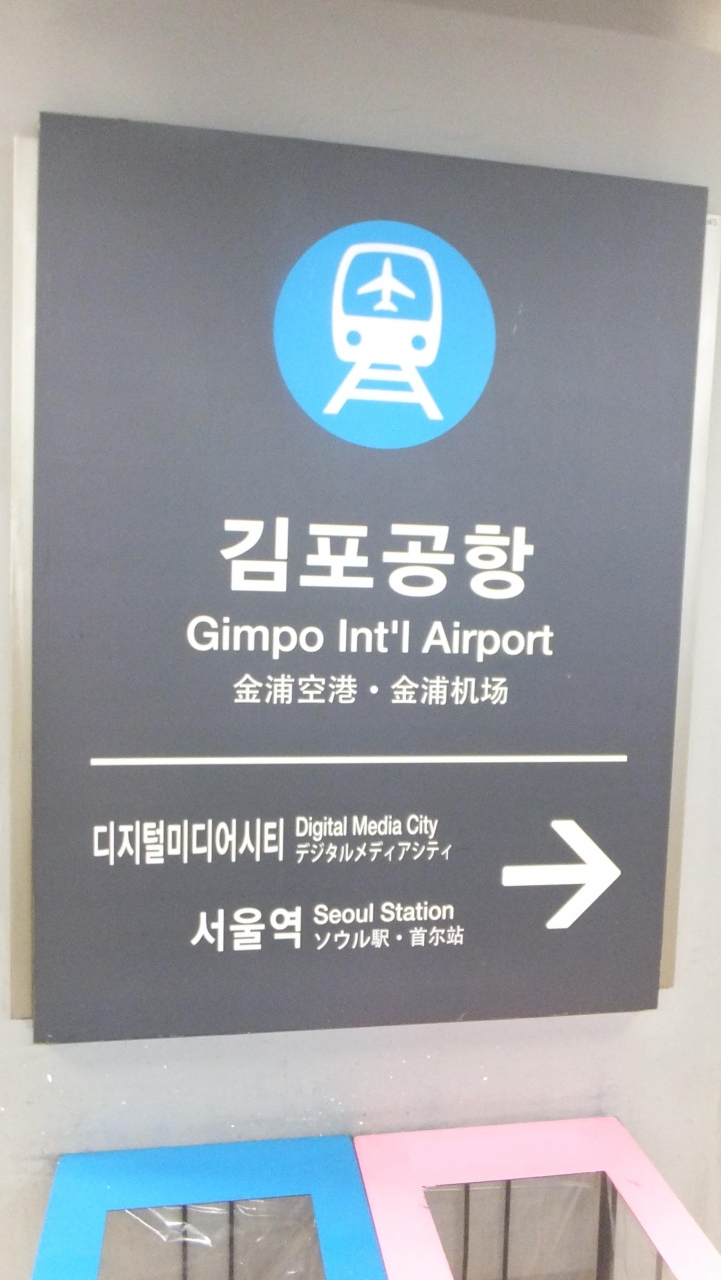 김포공항
Gimpo Int'l Airport
金浦空港・金浦机场
디지털미디어시티 Digital Media City
デジタルメディアシティ
서울역 Seoul Station
ソウル駅・首尔站